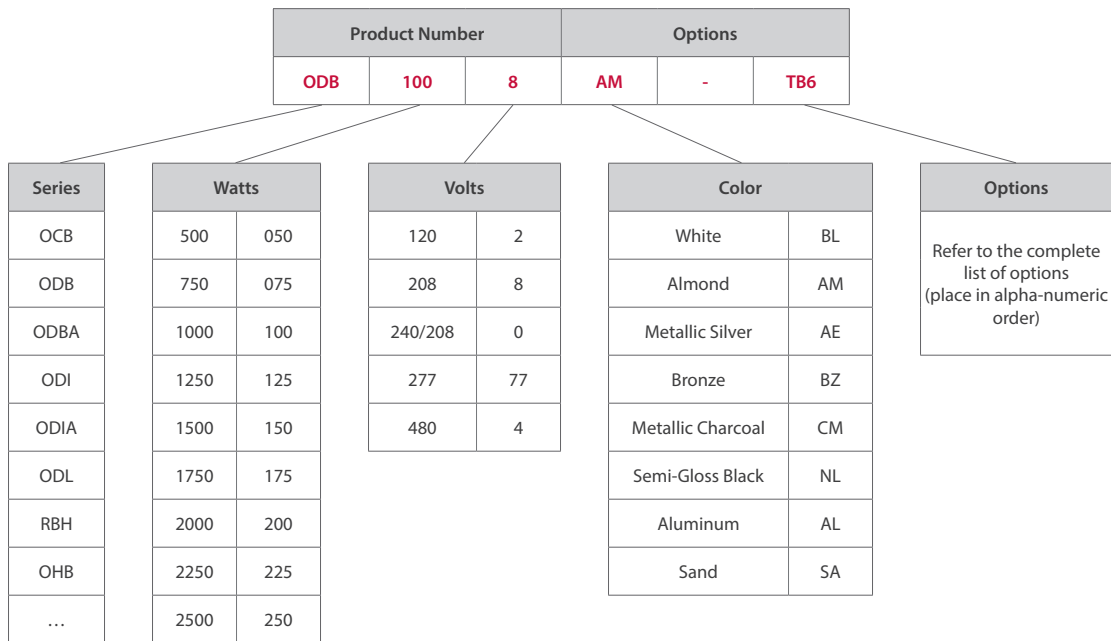 Product Number Options
ODB 100 8 AM - TB6
Series
OCB
ODB
ODBA
ODI
ODIA
ODL
RBH
OHB
…
Watts
500 050
750 075
1000 100
1250 125
1500 150
1750 175
2000 200
2250 225
2500 250
Volts
120 2
208 8
240/208 0
277 77
480 4
Color
White BL
Almond AM
Metallic Silver AE
Bronze BZ
Metallic Charcoal CM
Semi-Gloss Black NL
Aluminum AL
Sand SA
Options
Refer to the complete
list of options
(place in alpha-numeric
order)